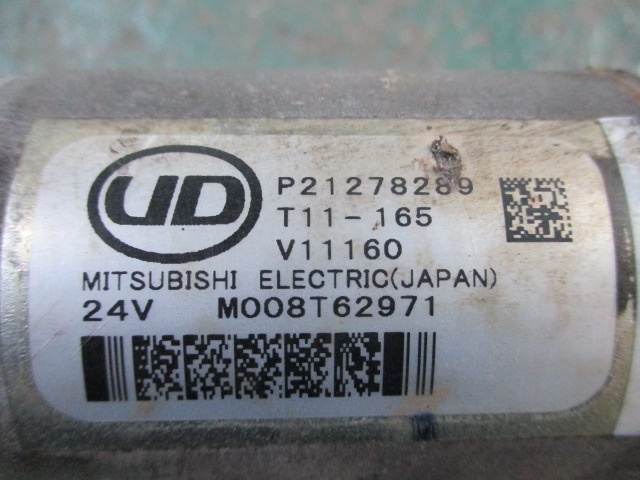 UD
P21278289
T11-165
V11160
MITSUBISHI ELECTRIC(JAPAN)
24V M008T62971